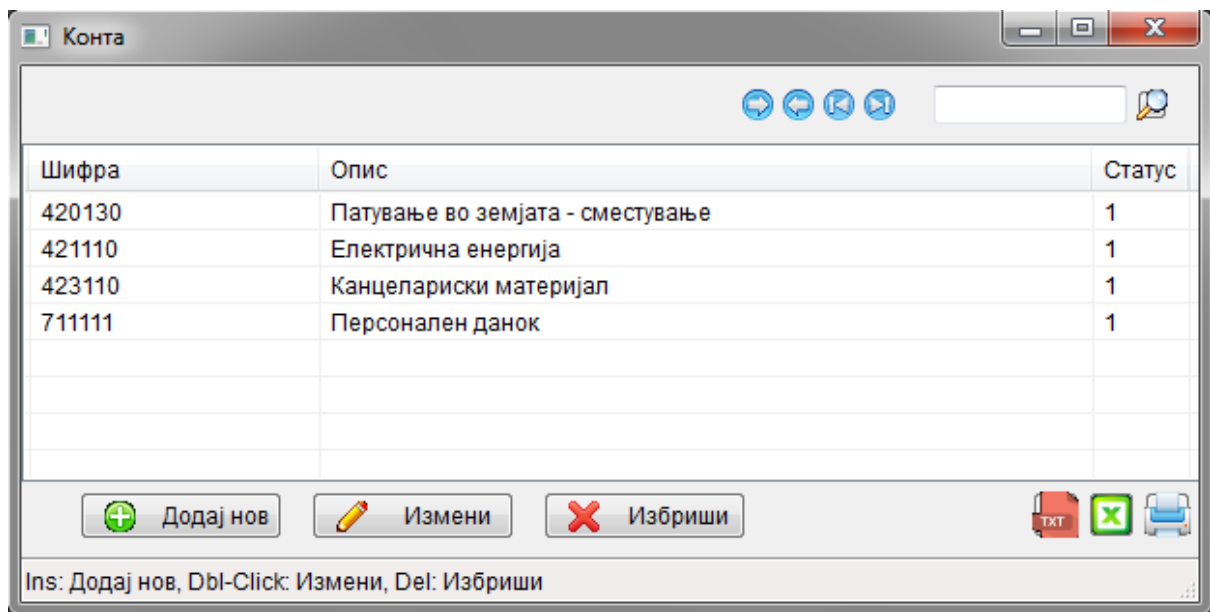 Конта
Шифра Опис Статус
420130 Патување во земјата - сместување 1
421110 Електрична енергија 1
423110 Канцелариски материјал 1
711111 Персонален данок 1
Додај нов Измени Избриши TXT X
Ins: Додај нов, Dbl-Click: Измени, Del: Избриши